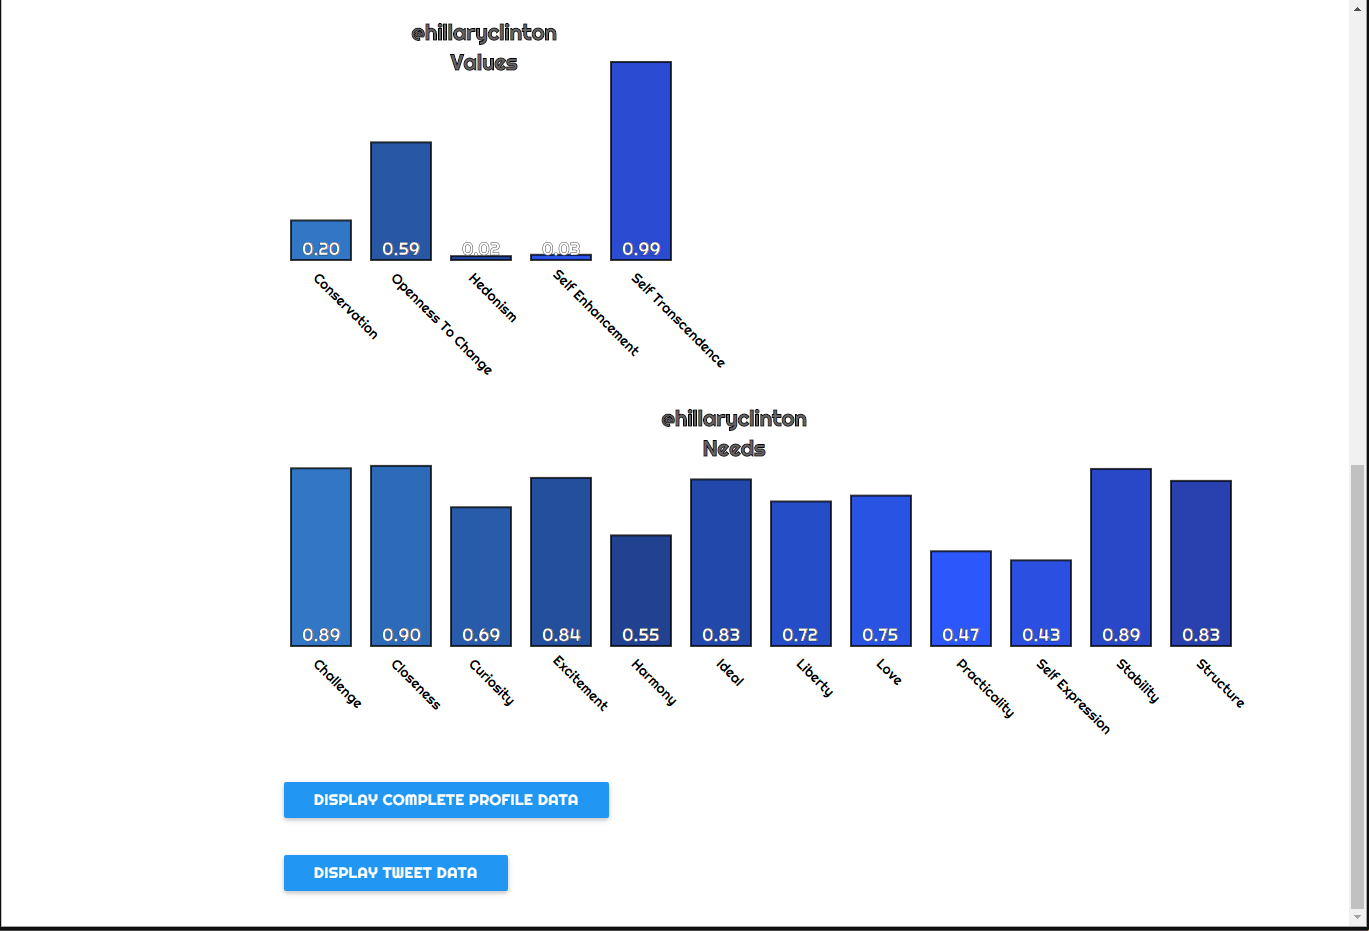 @hillaryclinton
Values
0.20 0.59 0.02 0.03 0.99
Conservation Openness To Change Hedonism Self Enhancement Self Transcendence
@hillaryclinton
Needs
0.89 0.90 0.69 0.84 0.55 0.83 0.72 0.75 0.47 0.43 0.89 0.83
Challenge Closeness Curiosity Excitement Harmony Ideal Liberty Love Practicality Self Expression Stability Structure
DISPLAY COMPLETE PROFILE DATA
DISPLAY TWEET DATA